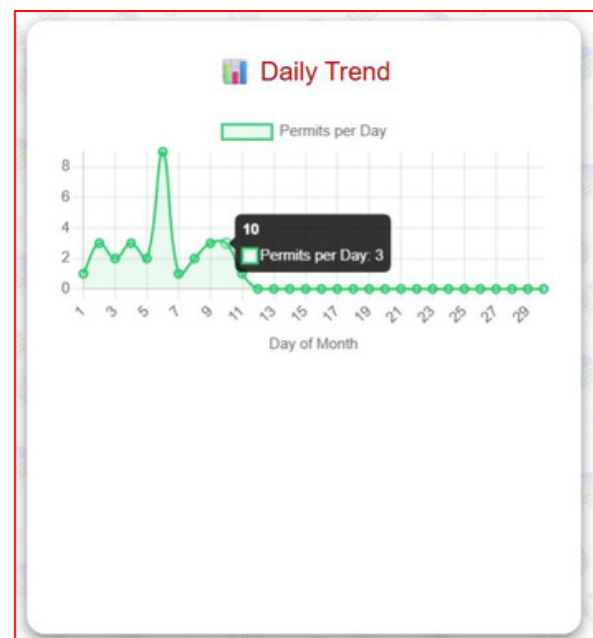 Daily Trend
Permits per Day
8
6
4
2
0
10
Permits per Day: 3
1 3 5 7 9 11 13 15 17 19 21 23 25 27 29
Day of Month